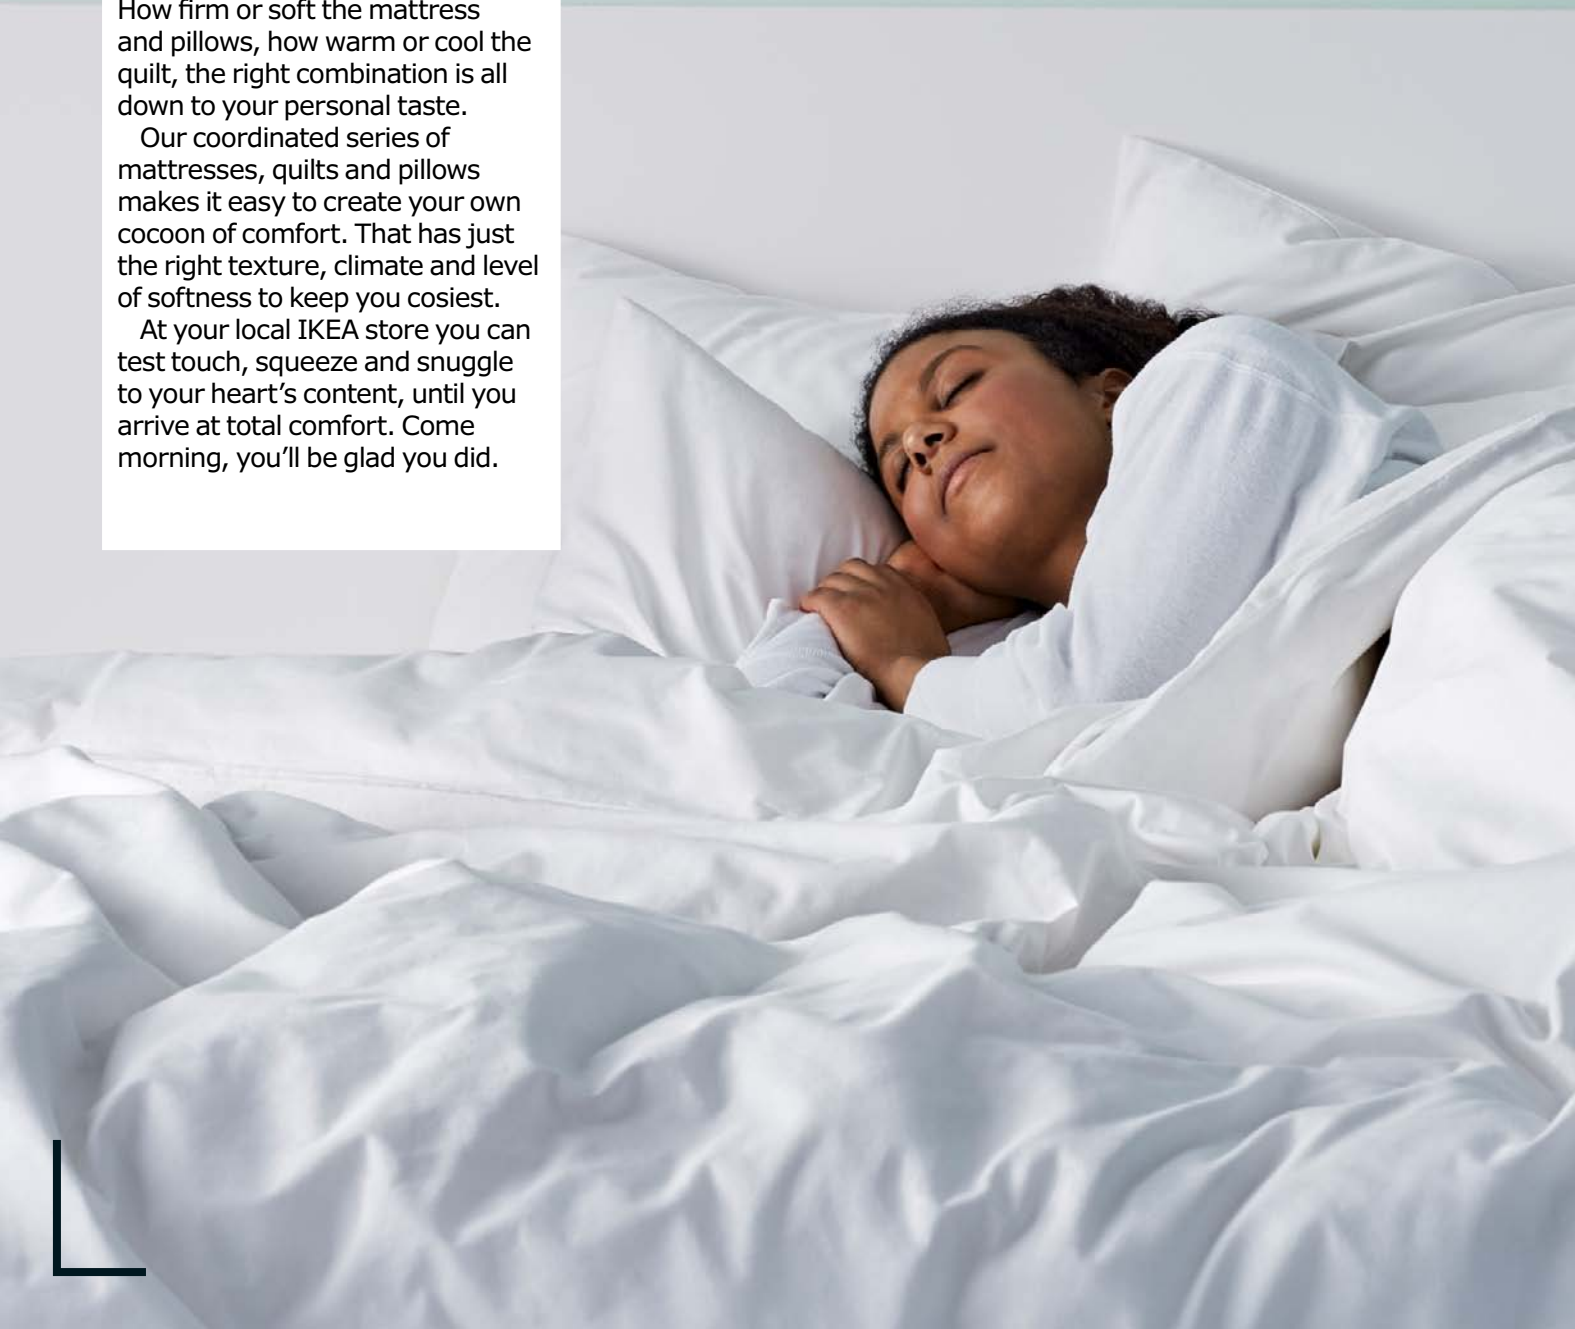 How firm or soft the mattress
and pillows, how warm or cool the
quilt, the right combination is all
down to your personal taste.
Our coordinated series of
mattresses, quilts and pillows
makes it easy to create your own
cocoon of comfort. That has just
the right texture, climate and level
of softness to keep you cosiest.
At your local IKEA store you can
test touch, squeeze and snuggle
to your heart’s content, until you
arrive at total comfort. Come
morning, you’ll be glad you did.